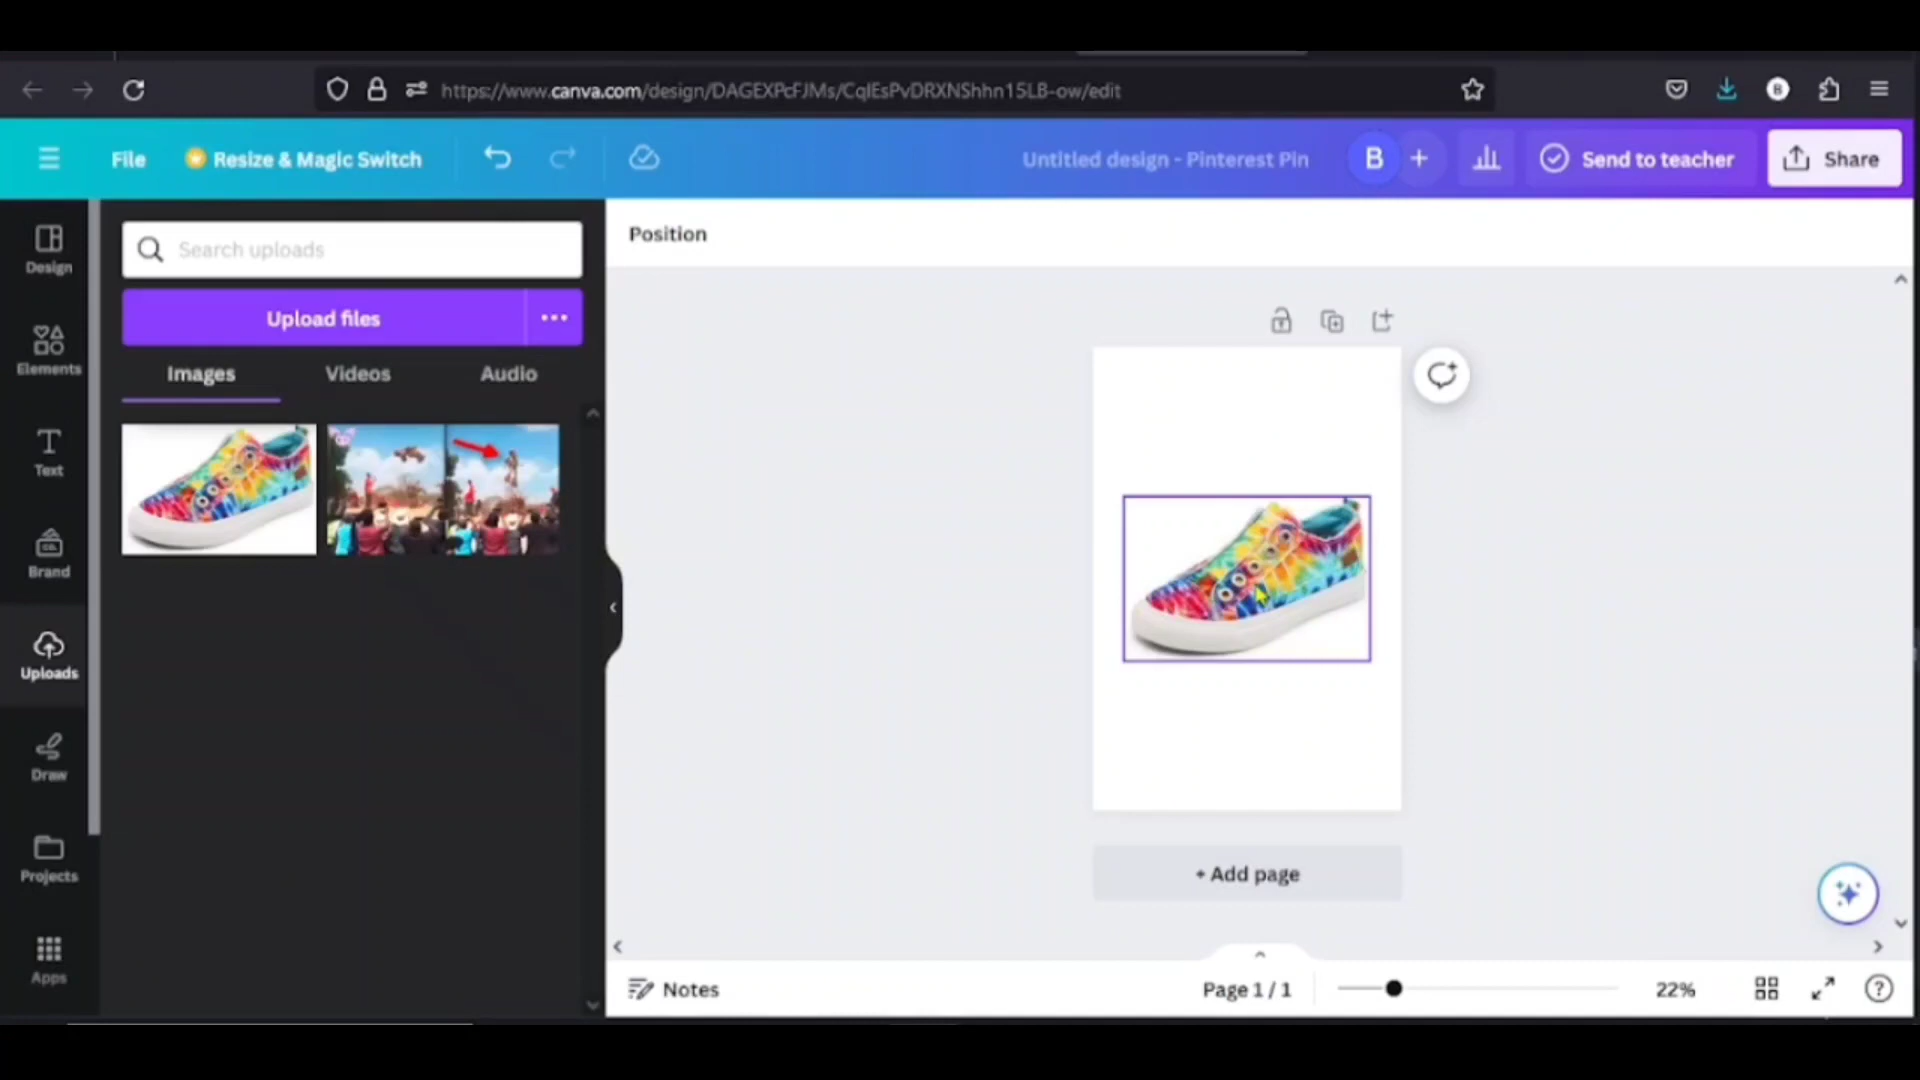 https://www.canva.com/design/DAGEXPcFJMs/CqlEsPvDRXNShhn15LB-ow/edit
File
Resize & Magic Switch
Untitled design - Pinterest Pin
B
Send to teacher
Share
Design
Elements
Text
Brand
Uploads
Draw
Projects
Apps
Search uploads
Upload files
Images
Videos
Audio
Position
+ Add page
Notes
Page 1 / 1
22%